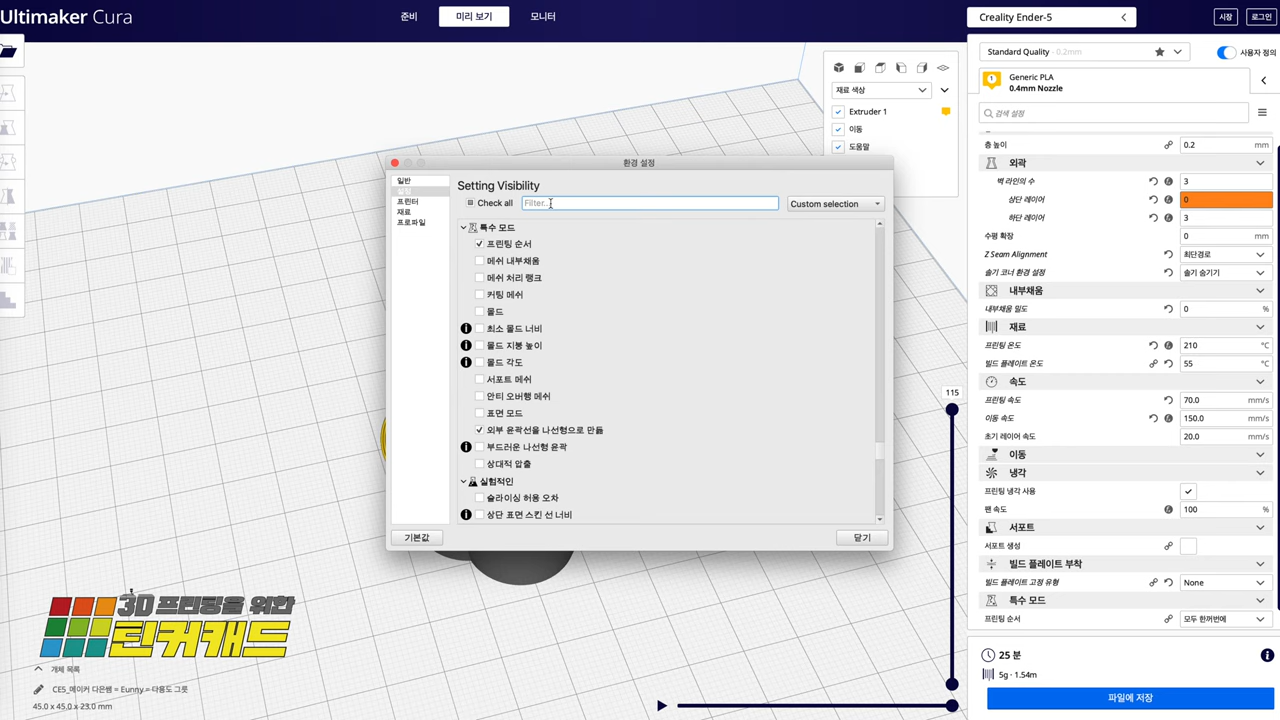 Ultimaker Cura
준비
미리 보기
모니터
Creality Ender-5
시장
로그인
Standard Quality - 0.2mm
사용자 정의
Generic PLA
0.4mm Nozzle
검색 설정
재료 색상
Extruder 1
이동
도움말
층 높이
0.2 mm
외곽
벽 라인의 수
3
상단 레이어
0
하단 레이어
3
수평 확장
0 mm
Z Seam Alignment
최단경로
솔기 코너 환경 설정
솔기 숨기기
내부채움
내부채움 밀도
0 %
재료
프린팅 온도
210 °C
빌드 플레이트 온도
55 °C
속도
프린팅 속도
70.0 mm/s
이동 속도
150.0 mm/s
초기 레이어 속도
20.0 mm/s
이동
냉각
프린팅 냉각 사용
팬 속도
100 %
서포트
서포트 생성
빌드 플레이트 부착
빌드 플레이트 고정 유형
None
특수 모드
프린팅 순서
모두 한꺼번에
25 분
5g · 1.54m
파일에 저장
환경 설정
일반
설정
프린터
재료
프로파일
Setting Visibility
Check all
Filter...
Custom selection
특수 모드
프린팅 순서
메쉬 내부채움
메쉬 처리 랭크
커팅 메쉬
몰드
최소 몰드 너비
몰드 지붕 높이
몰드 각도
서포트 메쉬
안티 오버행 메쉬
표면 모드
외부 윤곽선을 나선형으로 만듦
부드러운 나선형 윤곽
상대적 압출
실험적인
슬라이싱 허용 오차
상단 표면 스킨 선 너비
기본값
닫기
115
3D 프린팅을 위한
틴커캐드
개체 목록
CE5_메이커 다은쌤 = Eunny = 다용도 그릇
45.0 x 45.0 x 23.0 mm